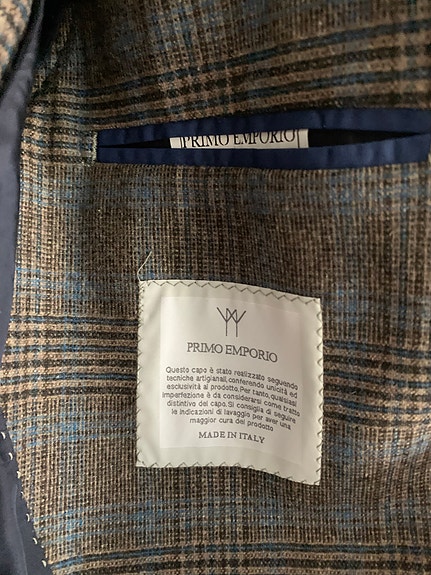 PRIMO EMPORIO
PRIMO EMPORIO
Questo capo è stato realizzato seguendo
tecniche artigianali,conferendo unicità ed
esclusività al prodotto.Per tanto,qualsiasi
imperfezione è da considerarsi come tratto
distintivo del capo.Si consiglia di seguire
le indicazioni di lavaggio per aver una
maggior cura del prodotto
MADE IN ITALY